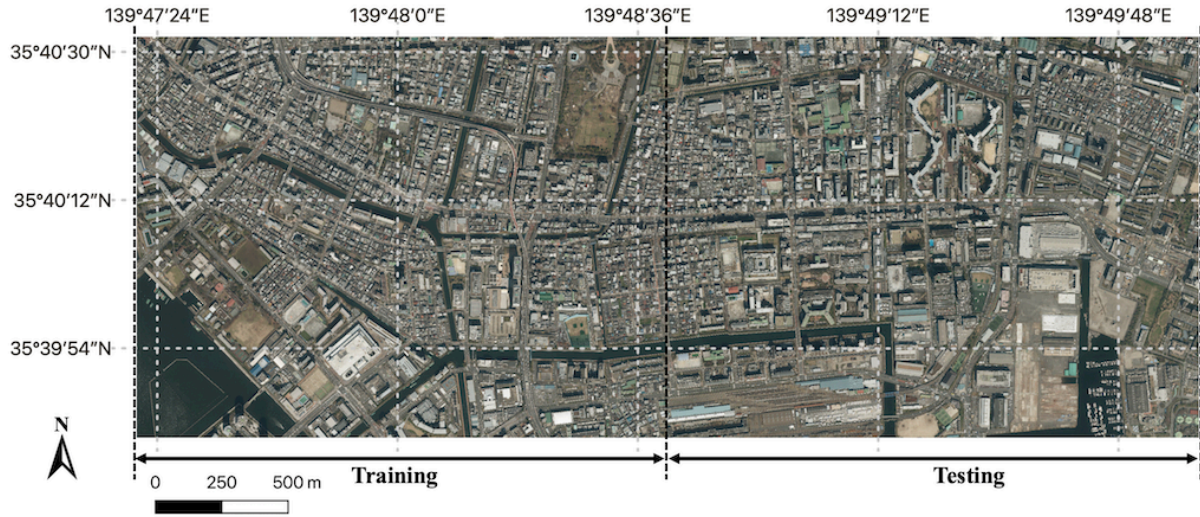 139°47′24″E 139°48′0″E 139°48′36″E 139°49′12″E 139°49′48″E
35°40′30″N
35°40′12″N
35°39′54″N
N
Training Testing
0 250 500 m